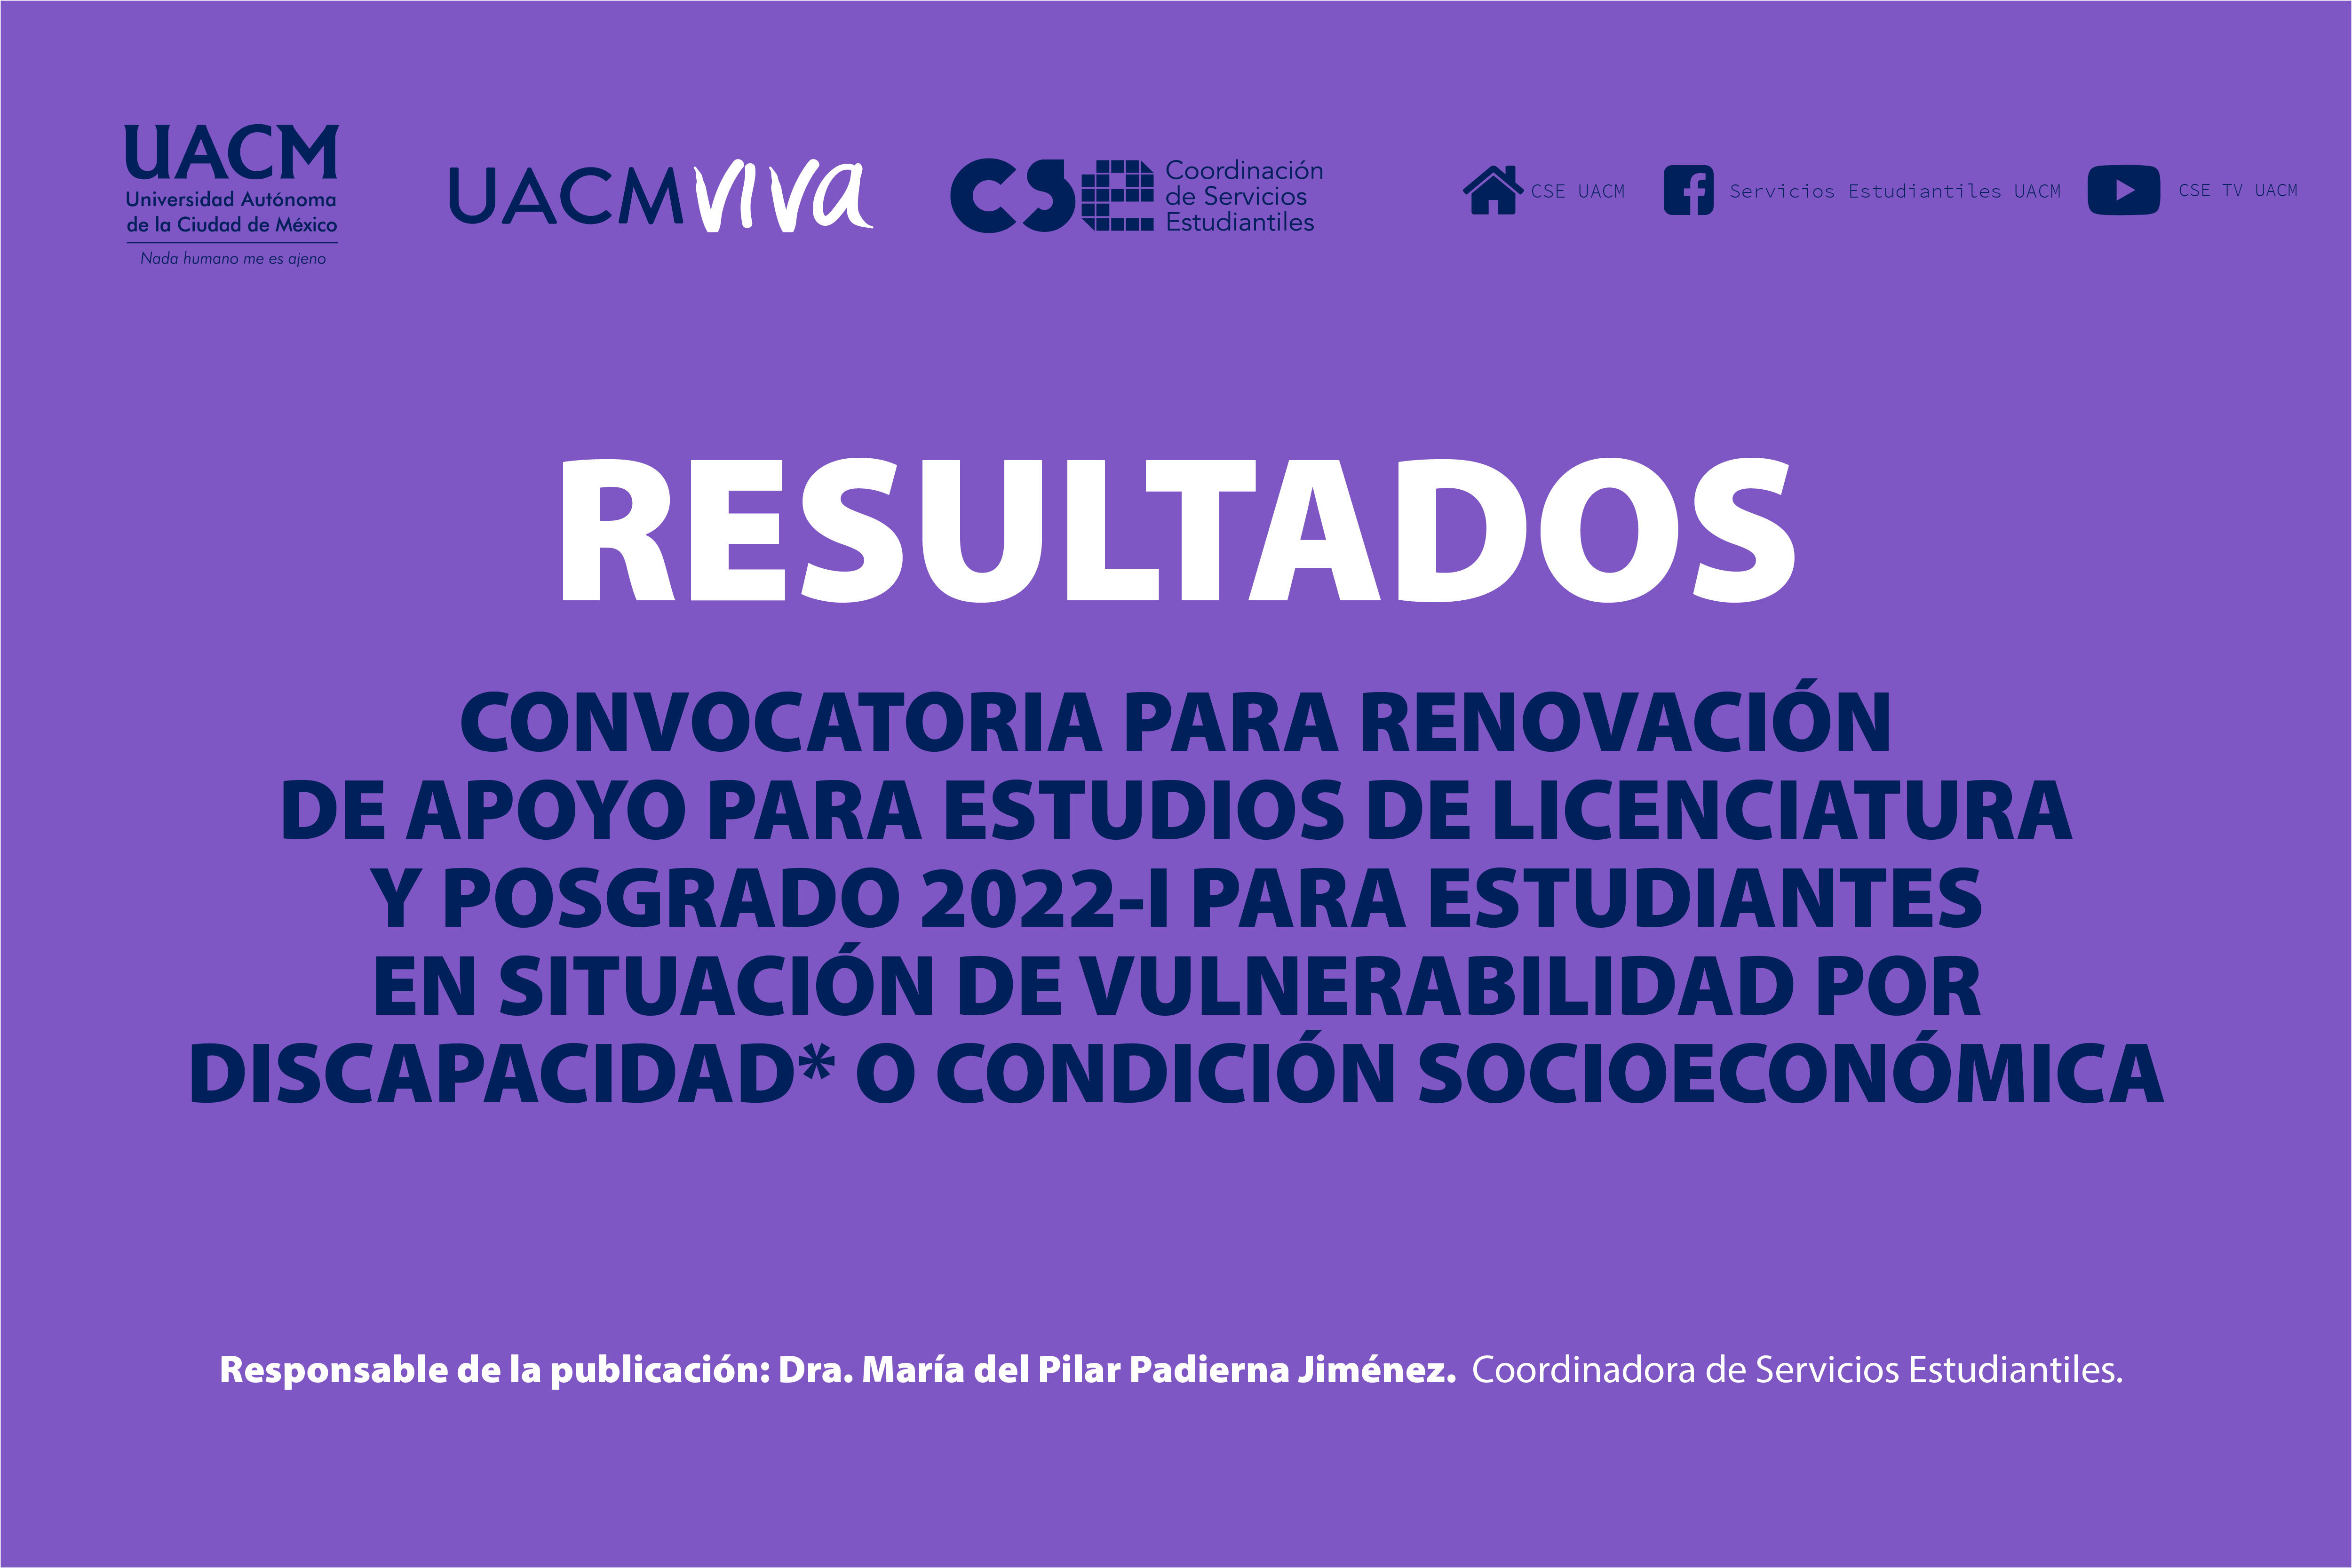 UACM
Universidad Autónoma
de la Ciudad de México
Nada humano me es ajeno
UACMviva
cse
Coordinación
de Servicios
Estudiantiles
CSE UACM
Servicios Estudiantiles UACM
CSE TV UACM
RESULTADOS
CONVOCATORIA PARA RENOVACIÓN
DE APOYO PARA ESTUDIOS DE LICENCIATURA
Y POSGRADO 2022-I PARA ESTUDIANTES
EN SITUACIÓN DE VULNERABILIDAD POR
DISCAPACIDAD* O CONDICIÓN SOCIOECONÓMICA
Responsable de la publicación: Dra. María del Pilar Padierna Jiménez. Coordinadora de Servicios Estudiantiles.